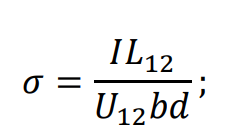 σ = IL₁₂ / U₁₂bd ;